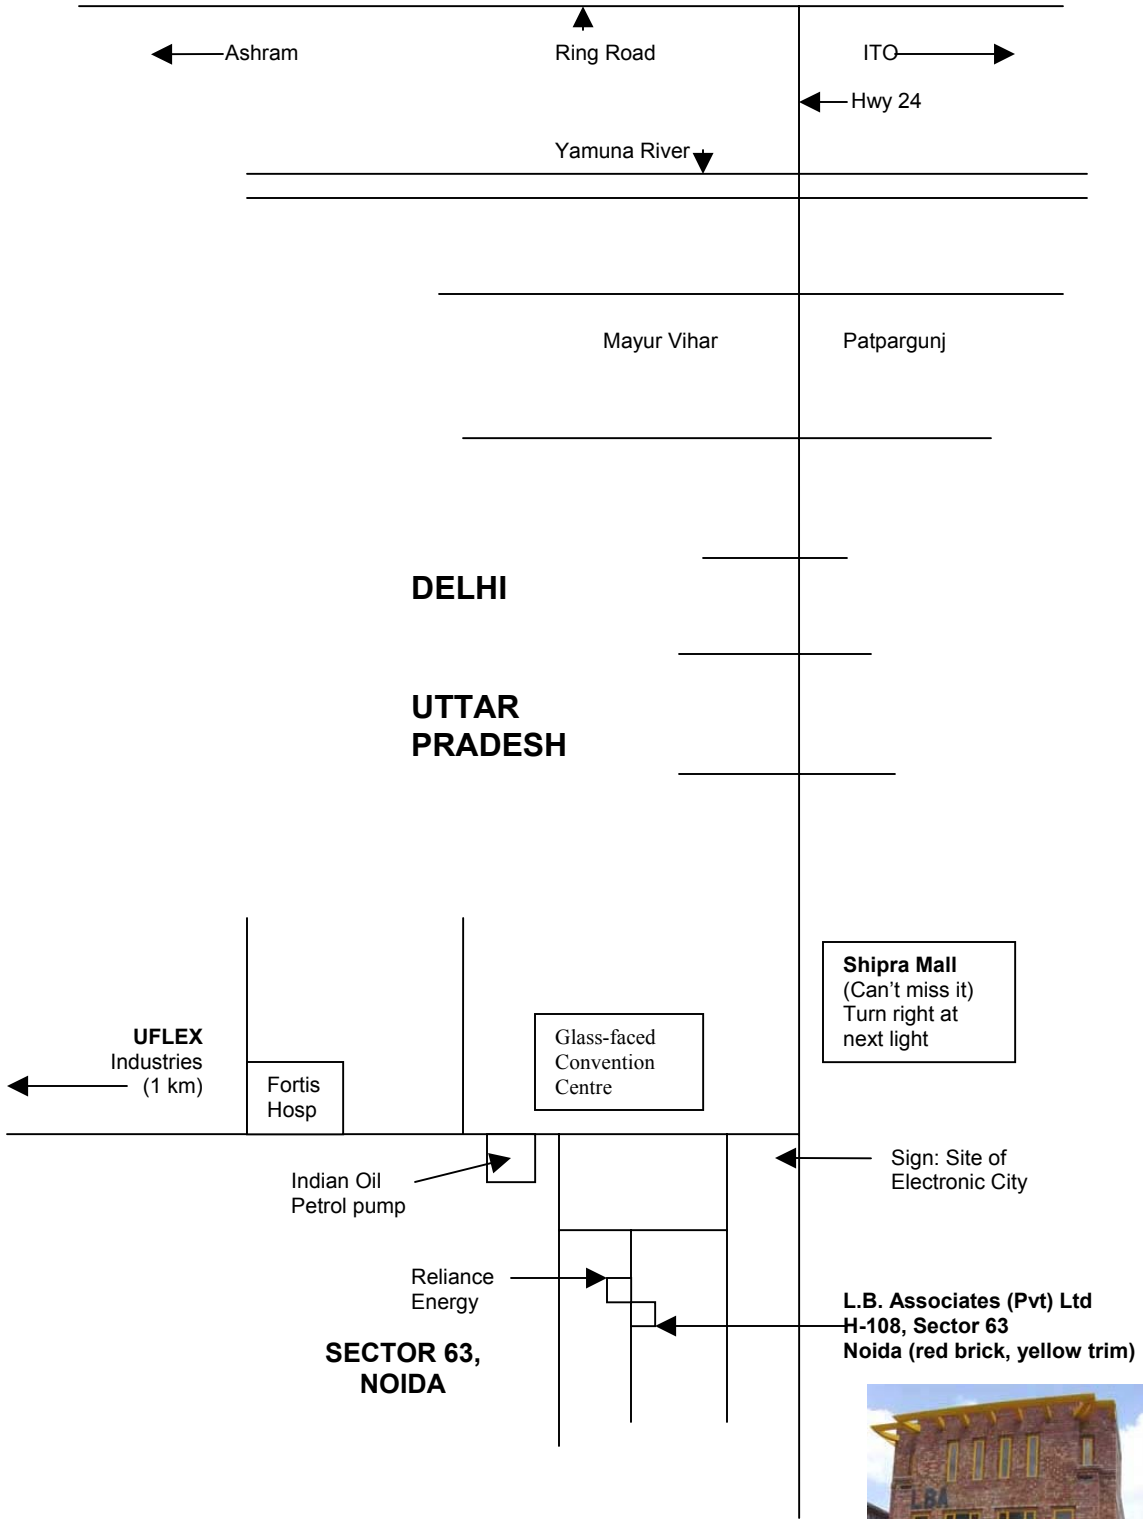 Ashram
Ring Road
ITO
Hwy 24
Yamuna River
Mayur Vihar
Patpargunj
DELHI
UTTAR
PRADESH
Shipra Mall
(Can't miss it)
Turn right at
next light
UFLEX
Industries
(1 km)
Fortis
Hosp
Glass-faced
Convention
Centre
Indian Oil
Petrol pump
Sign: Site of
Electronic City
Reliance
Energy
L.B. Associates (Pvt) Ltd
H-108, Sector 63
Noida (red brick, yellow trim)
SECTOR 63,
NOIDA
LBA